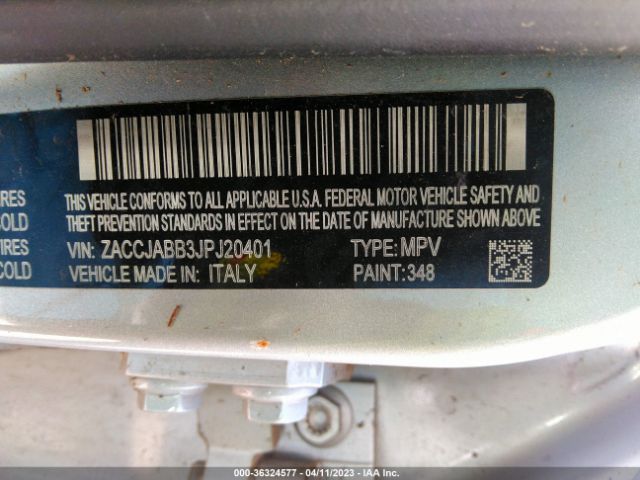 THIS VEHICLE CONFORMS TO ALL APPLICABLE U.S.A. FEDERAL MOTOR VEHICLE SAFETY AND
THEFT PREVENTION STANDARDS IN EFFECT ON THE DATE OF MANUFACTURE SHOWN ABOVE
VIN: ZACCJABB3JPJ20401 TYPE: MPV
VEHICLE MADE IN: ITALY PAINT: 348
IRES
COLD
IRES
COLD
000-36324577 - 04/11/2023 - IAA Inc.